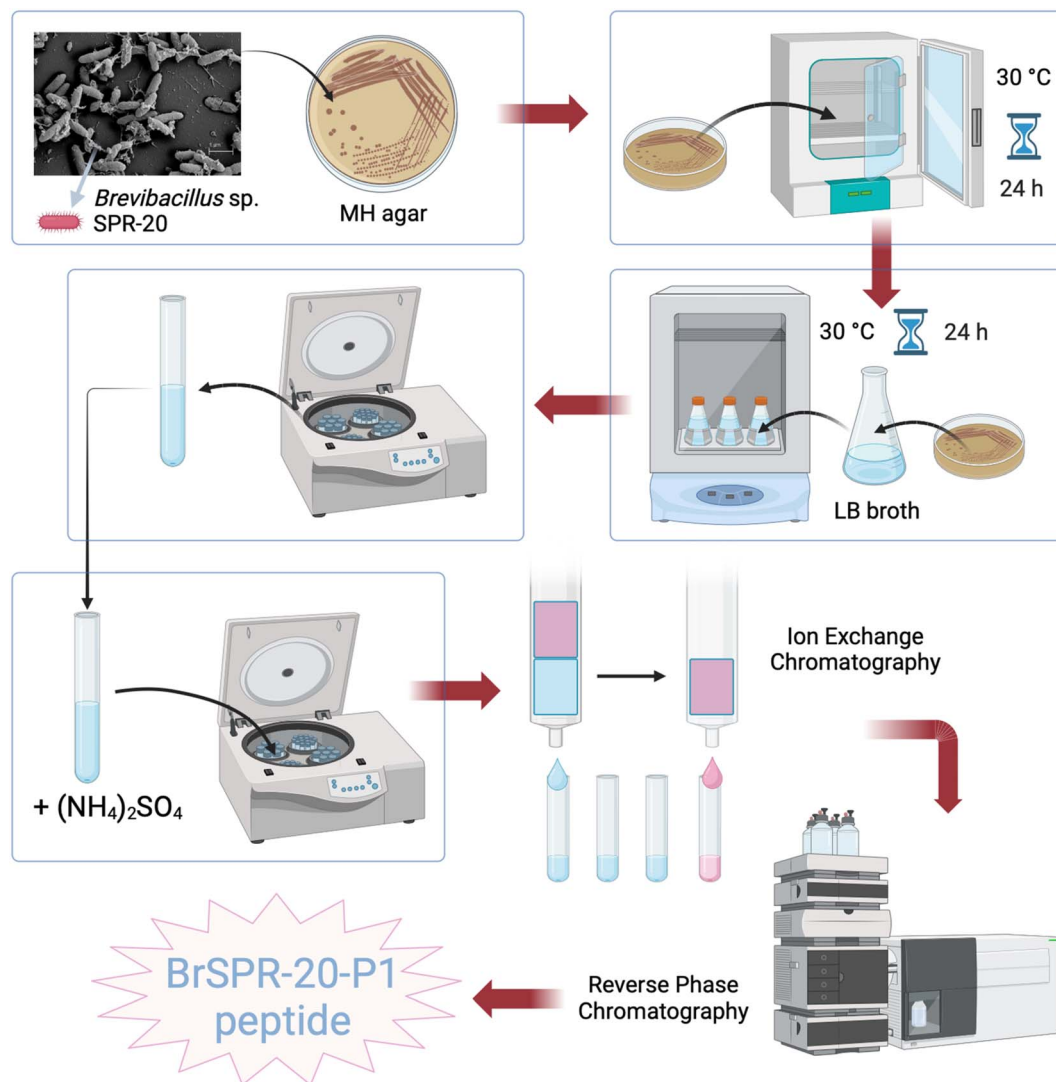 Brevibacillus sp.
SPR-20
MH agar
30 °C
24 h
30 °C
24 h
LB broth
+ (NH₄)₂SO₄
Ion Exchange
Chromatography
Reverse Phase
Chromatography
BrSPR-20-P1
peptide